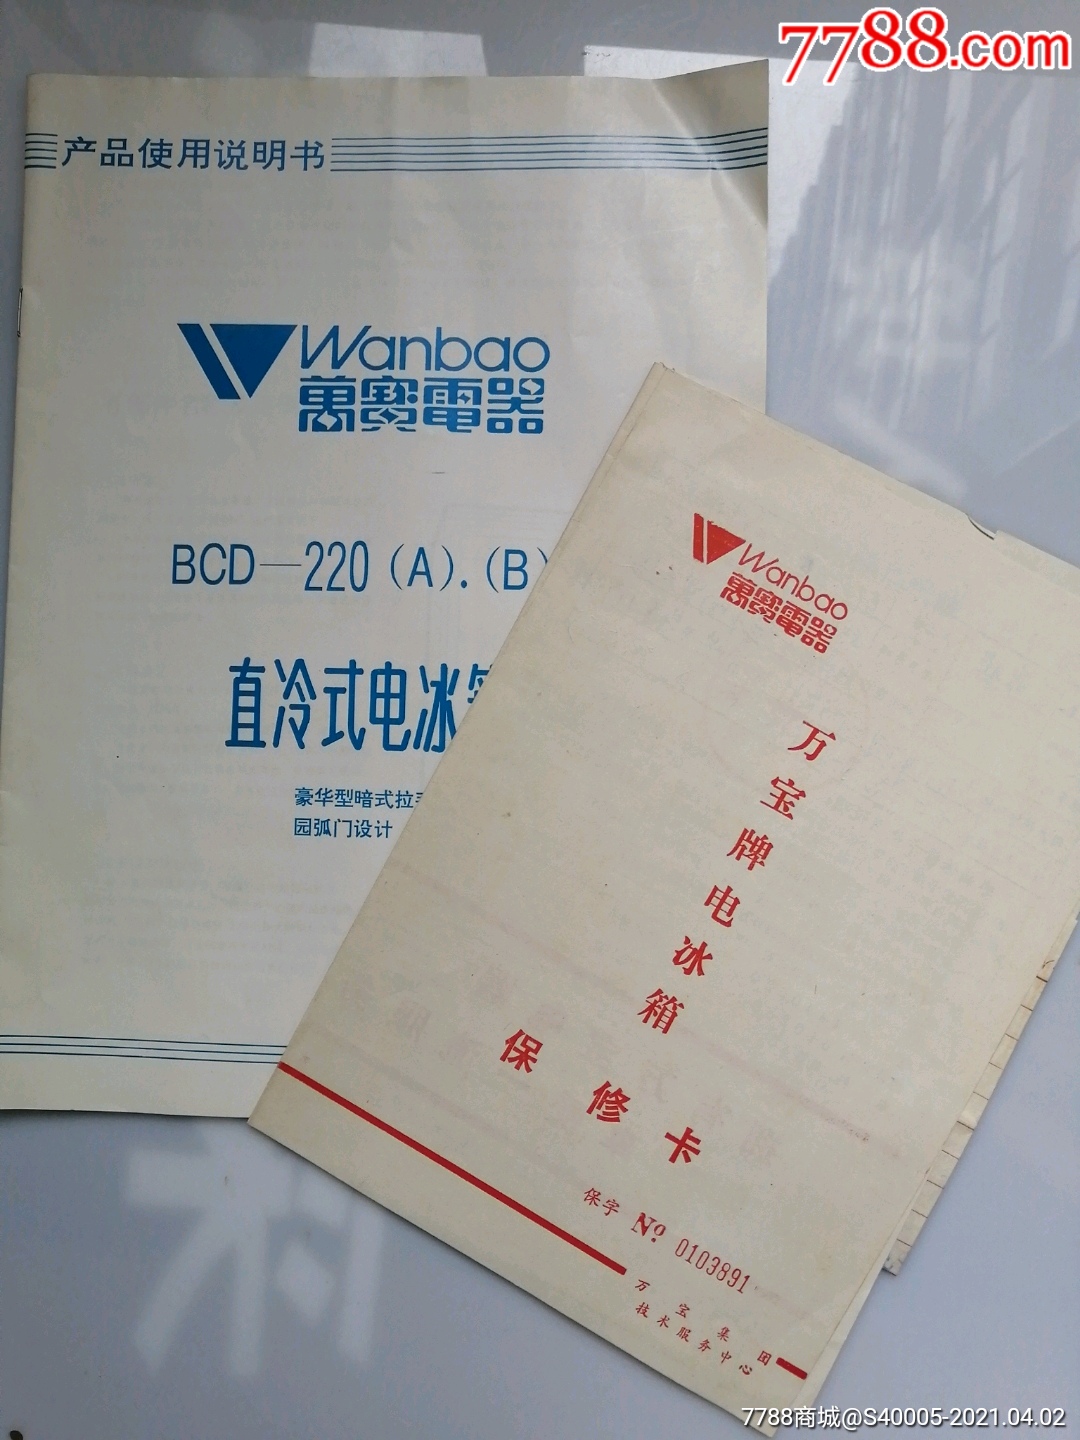 7788.com
产品使用说明书
Wanbao
萬寳電器
BCD—220（A）.（B）
直冷式电冰
豪华型暗式拉
园弧门设计
Wanbao
萬寳電器
万宝牌电冰箱
保修卡
保字 Nº 0103891
万宝集团
技术服务中心
7788商城@S40005-2021.04.02